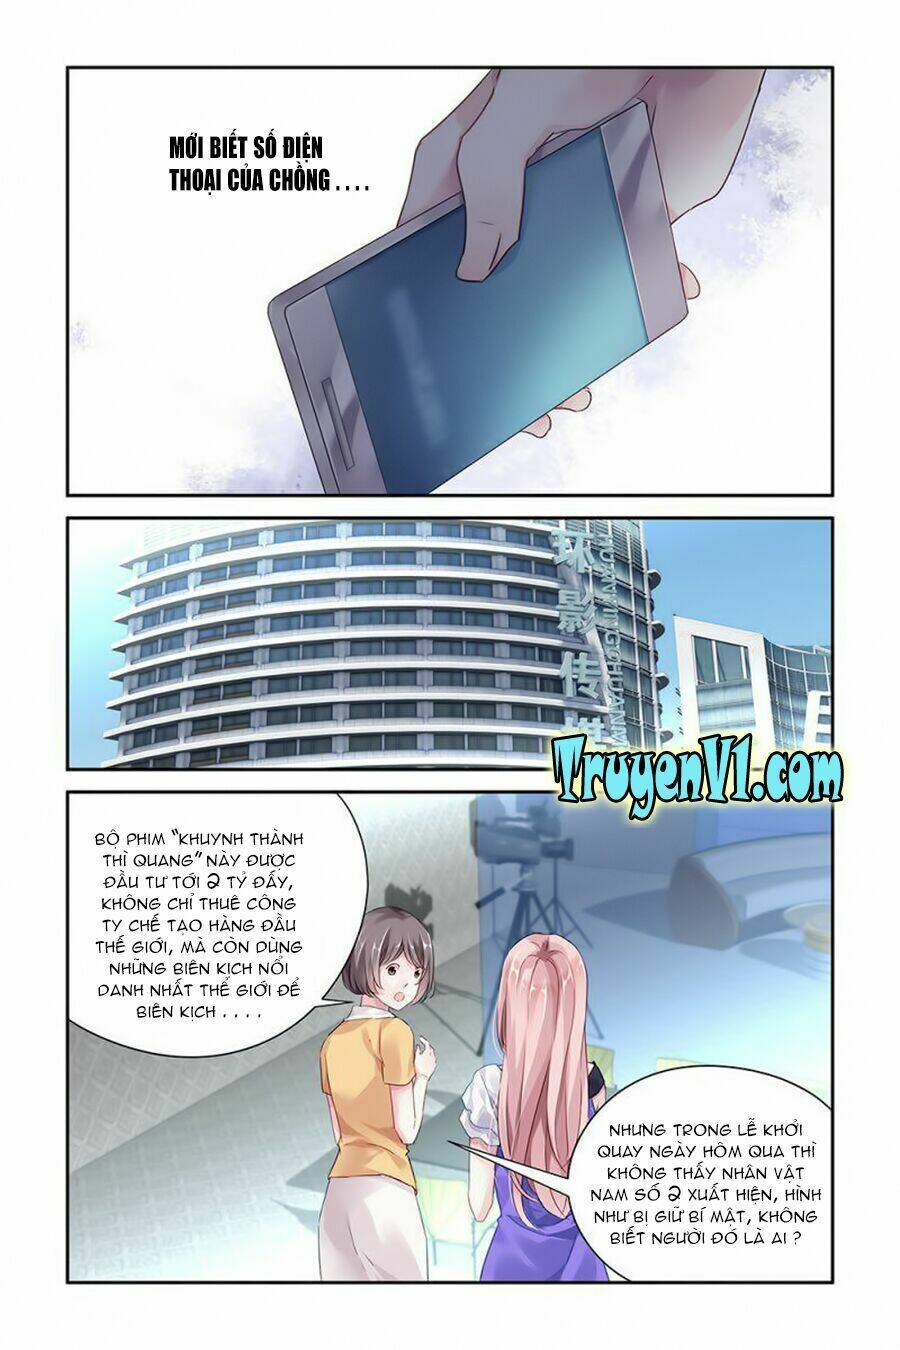 MỚI BIẾT SỐ ĐIỆN
THOẠI CỦA CHỒNG . . . .
环影传
TruyenV1.com
BỘ PHIM “KHUYNH THÀNH
THÌ QUANG” NÀY ĐƯỢC
ĐẦU TƯ TỚI 2 TỶ ĐẤY,
KHÔNG CHỈ THUÊ CÔNG
TY CHẾ TẠO HÀNG ĐẦU
THẾ GIỚI, MÀ CÒN DÙNG
NHỮNG BIÊN KỊCH NỔI
DANH NHẤT THẾ GIỚI ĐỂ
BIÊN KỊCH . . . .
NHƯNG TRONG LỄ KHỞI
QUAY NGÀY HÔM QUA THÌ
KHÔNG THẤY NHÂN VẬT
NAM SỐ 2 XUẤT HIỆN, HÌNH
NHƯ BỊ GIỮ BÍ MẬT, KHÔNG
BIẾT NGƯỜI ĐÓ LÀ AI ?